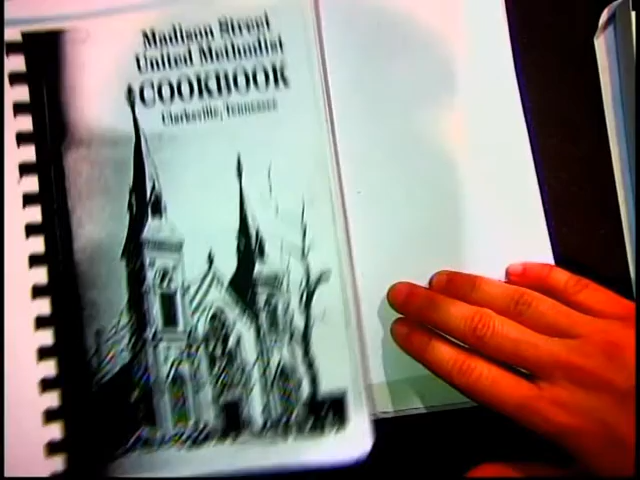 Madison Street
United Methodist
COOKBOOK
Clarksville, Tennessee